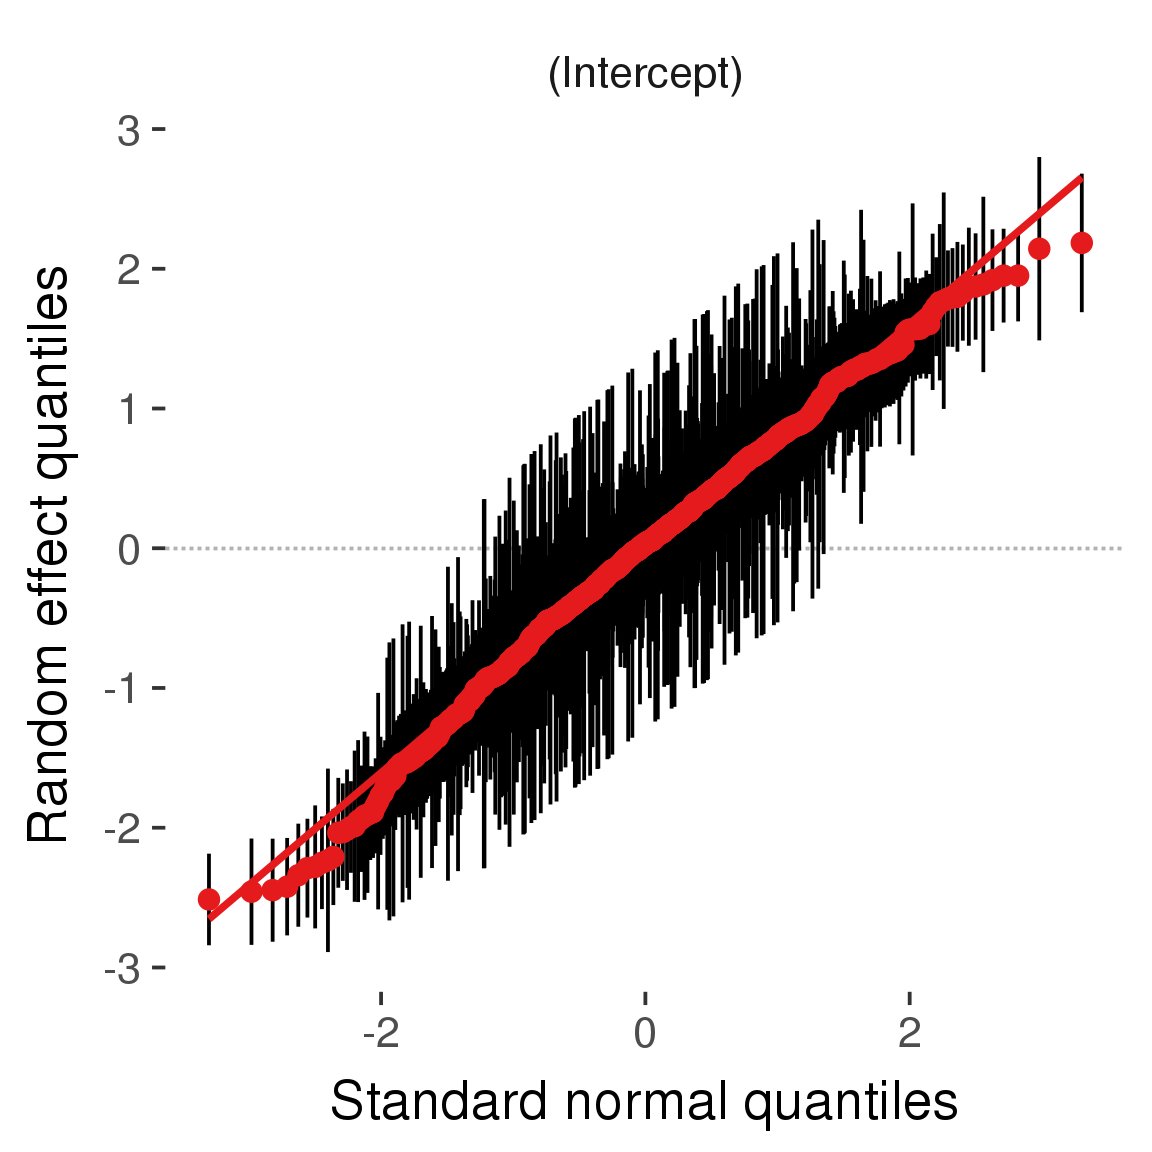 (Intercept)
3
2
1
0
-1
-2
-3
Random effect quantiles
-2 0 2
Standard normal quantiles